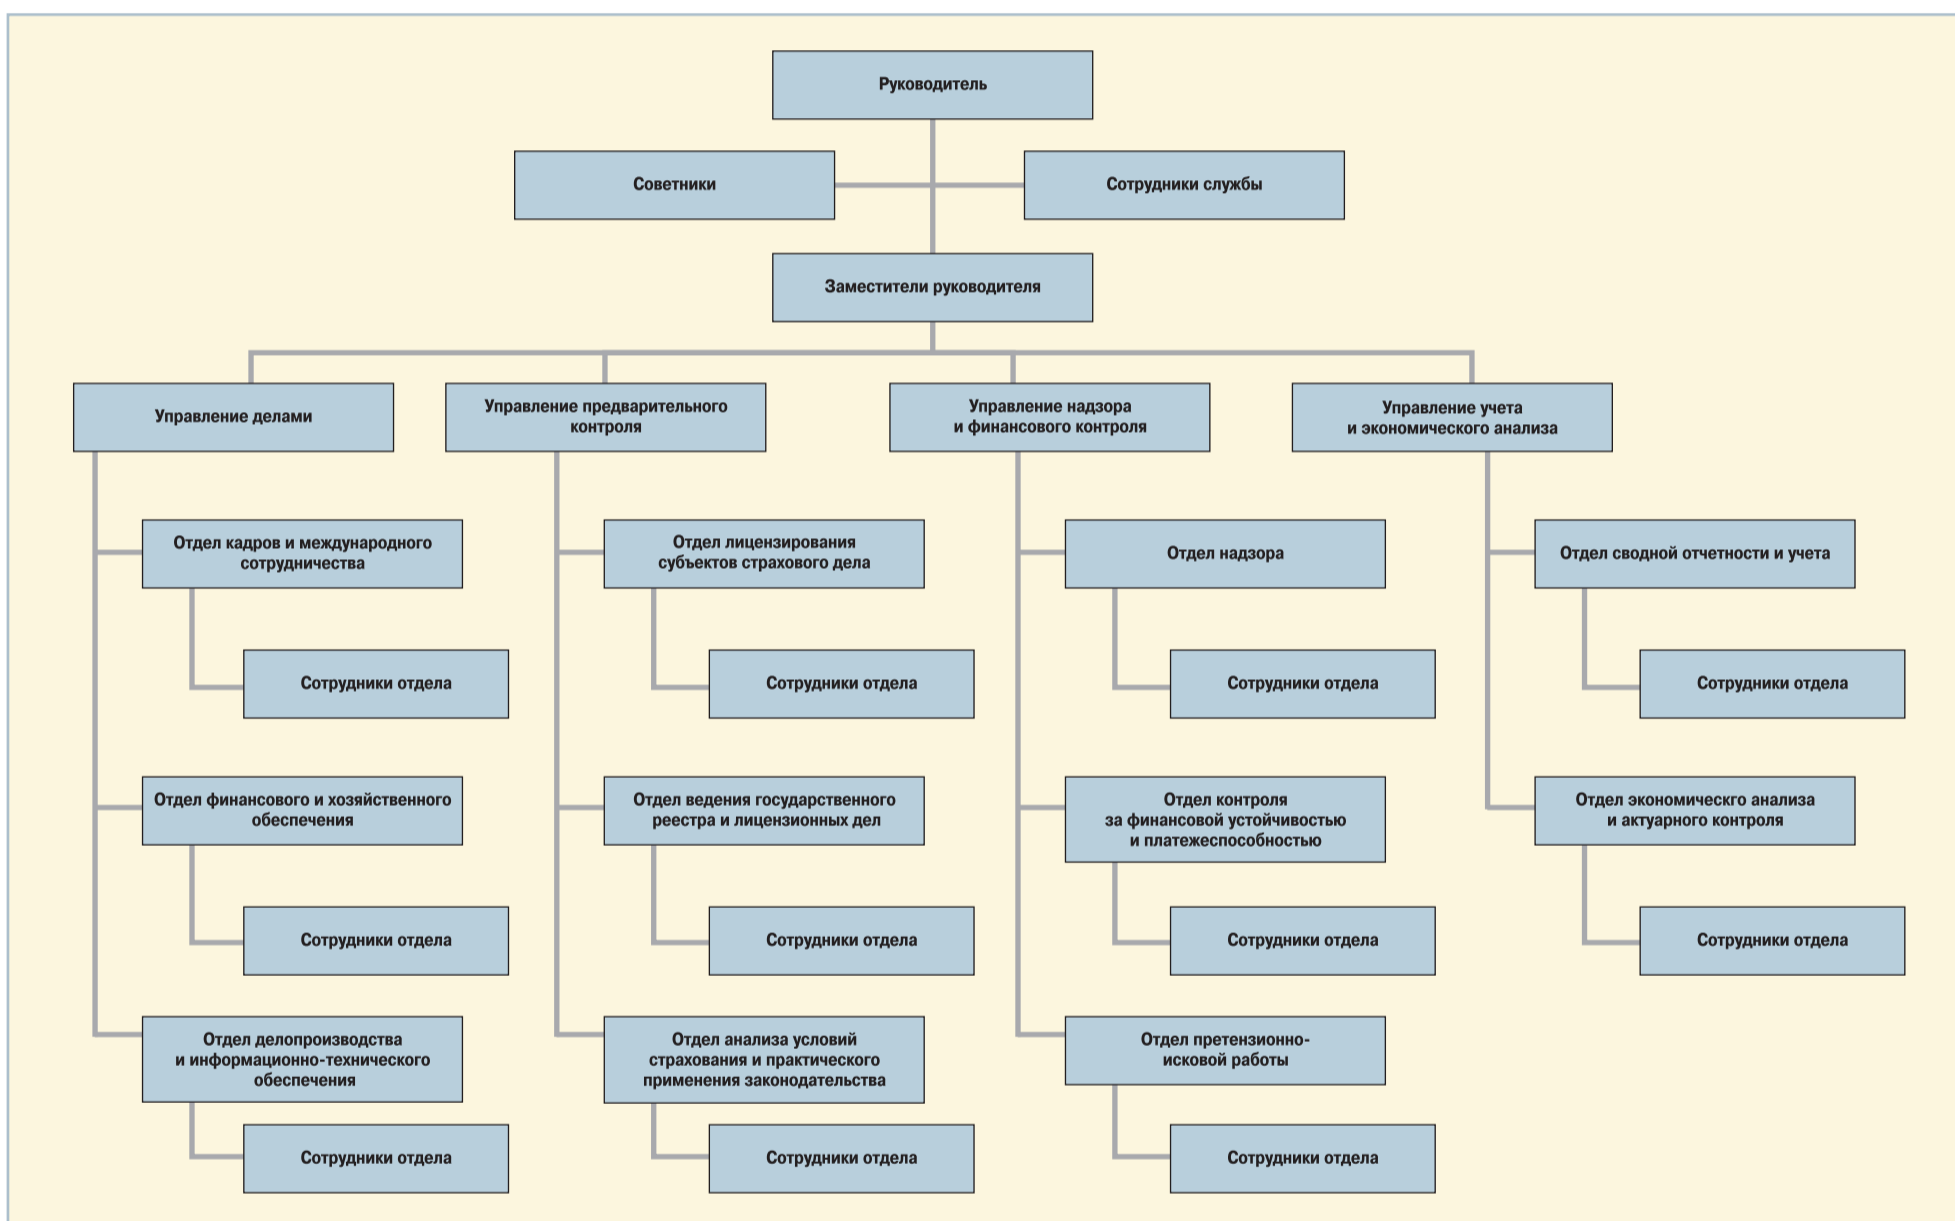 Руководитель
Советники
Сотрудники службы
Заместители руководителя
Управление делами
Управление предварительного
контроля
Управление надзора
и финансового контроля
Управление учета
и экономического анализа
Отдел кадров и международного
сотрудничества
Отдел лицензирования
субъектов страхового дела
Отдел надзора
Отдел сводной отчетности и учета
Сотрудники отдела
Сотрудники отдела
Сотрудники отдела
Сотрудники отдела
Отдел финансового и хозяйственного
обеспечения
Отдел ведения государственного
реестра и лицензионных дел
Отдел контроля
за финансовой устойчивостью
и платежеспособностью
Отдел экономическго анализа
и актуарного контроля
Сотрудники отдела
Сотрудники отдела
Сотрудники отдела
Сотрудники отдела
Отдел делопроизводства
и информационно-технического
обеспечения
Отдел анализа условий
страхования и практического
применения законодательства
Отдел претензионно-
исковой работы
Сотрудники отдела
Сотрудники отдела
Сотрудники отдела